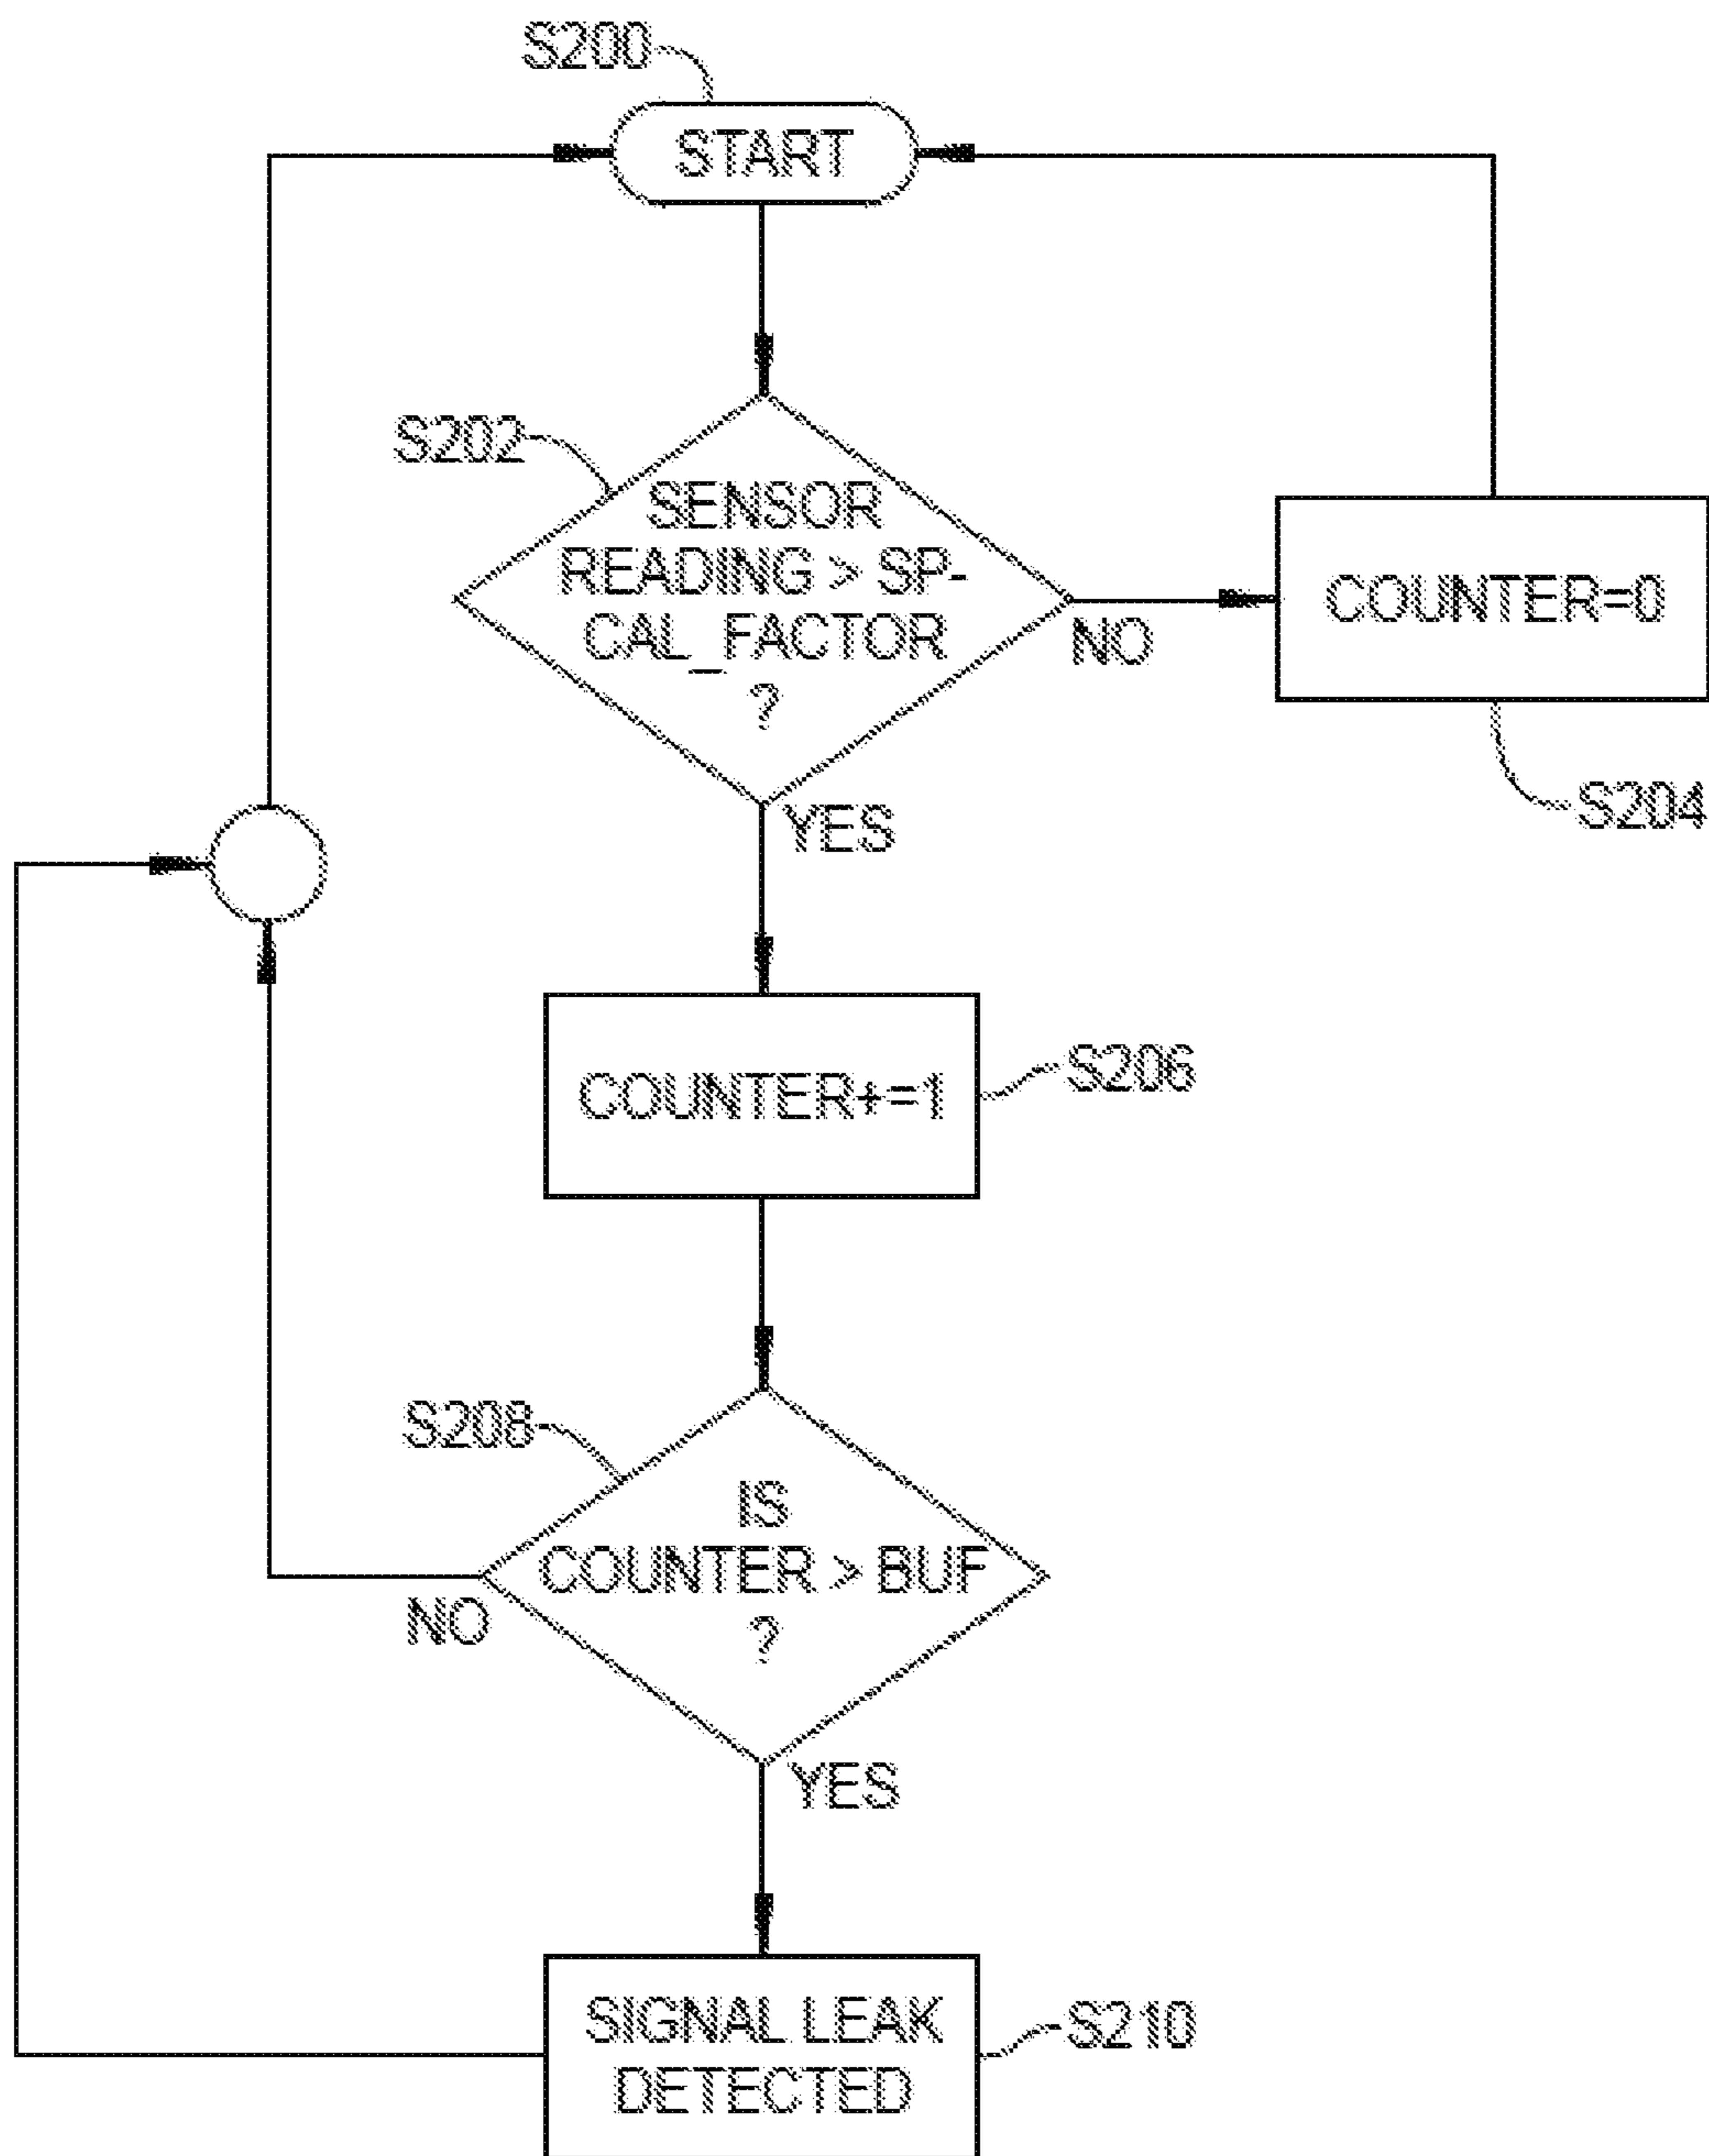 S200
START
S202
SENSOR
READING > SP-
CAL_FACTOR
?
NO
COUNTER=0
S204
YES
COUNTER+=1
S206
S208
IS
COUNTER > BUF
?
NO
YES
SIGNAL LEAK
DETECTED
S210